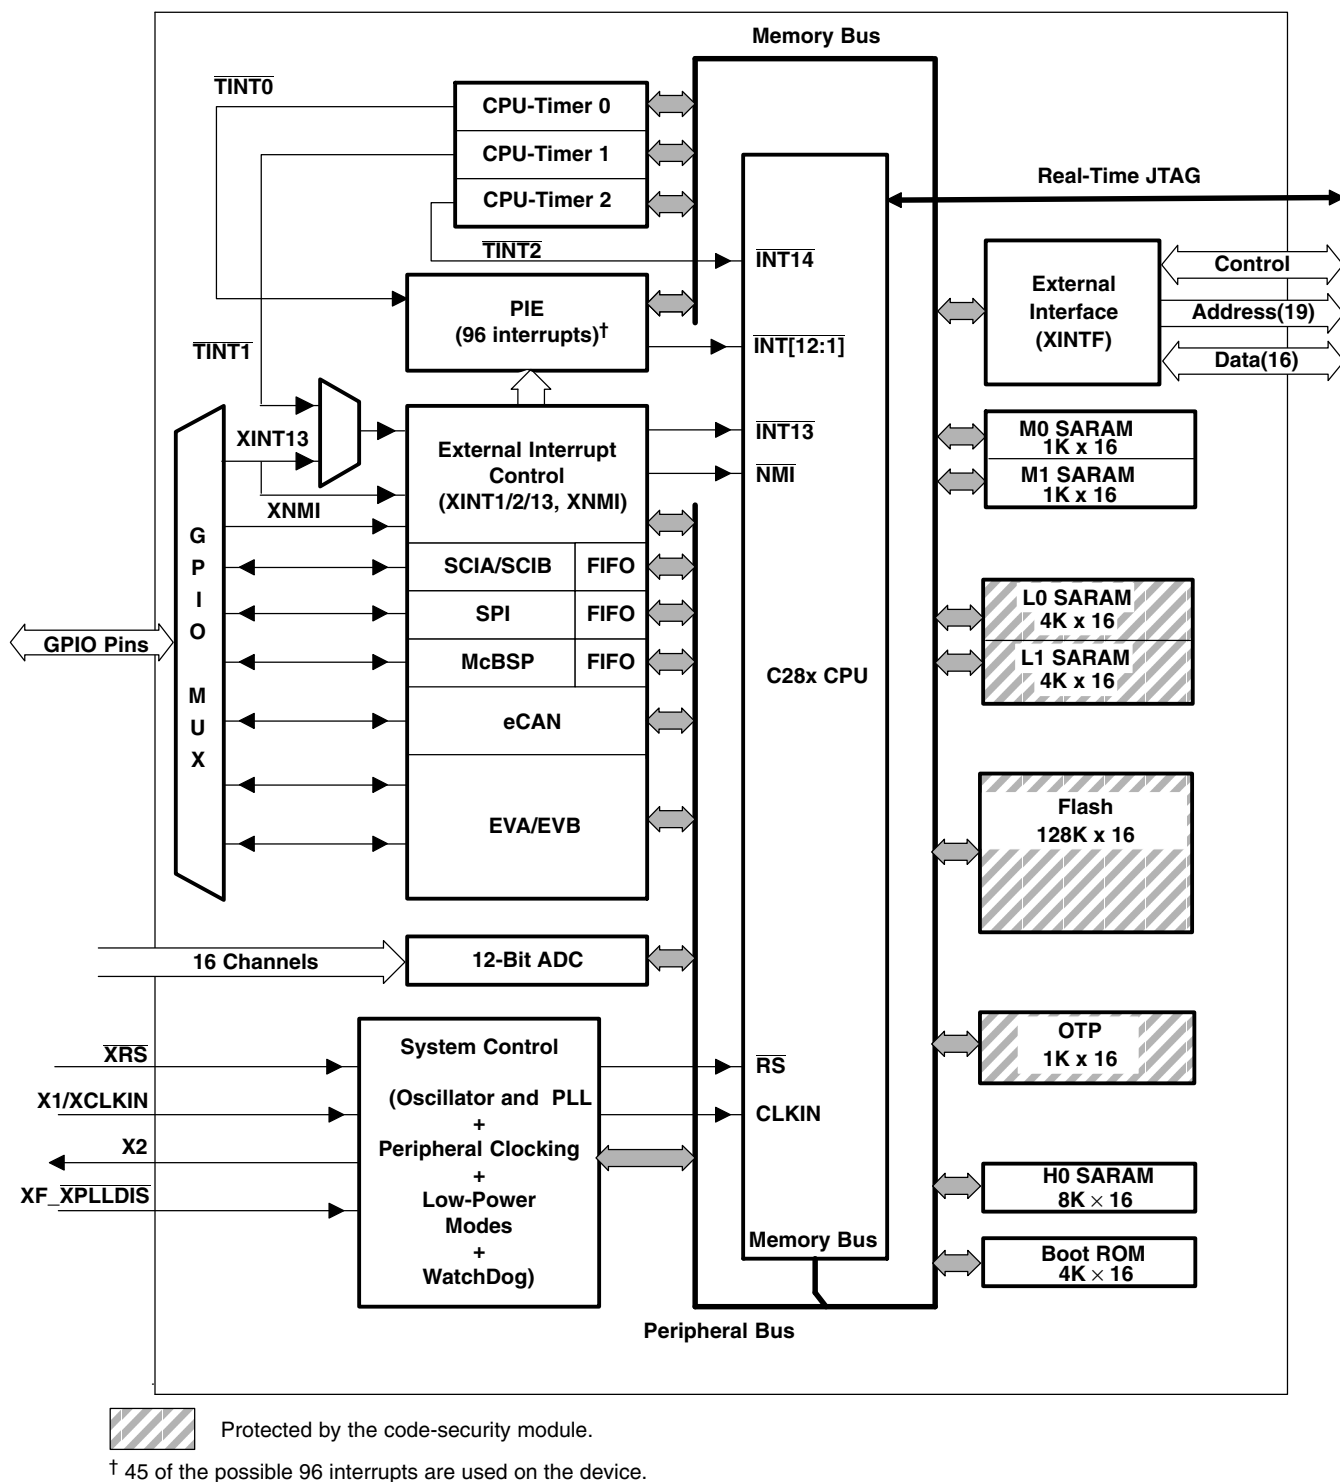 Memory Bus
TINT0
CPU-Timer 0
CPU-Timer 1
CPU-Timer 2
Real-Time JTAG
TINT2
INT14
PIE
(96 interrupts)†
INT[12:1]
External
Interface
(XINTF)
Control
Address(19)
Data(16)
TINT1
XINT13
XNMI
External Interrupt
Control
(XINT1/2/13, XNMI)
INT13
NMI
M0 SARAM
1K x 16
M1 SARAM
1K x 16
G
P
I
O
M
U
X
GPIO Pins
SCIA/SCIB
FIFO
SPI
FIFO
McBSP
FIFO
eCAN
EVA/EVB
C28x CPU
L0 SARAM
4K x 16
L1 SARAM
4K x 16
Flash
128K x 16
16 Channels
12-Bit ADC
OTP
1K x 16
XRS
X1/XCLKIN
X2
XF_XPLLDIS
System Control
(Oscillator and PLL
+
Peripheral Clocking
+
Low-Power
Modes
+
WatchDog)
RS
CLKIN
H0 SARAM
8K × 16
Memory Bus
Boot ROM
4K × 16
Peripheral Bus
Protected by the code-security module.
† 45 of the possible 96 interrupts are used on the device.